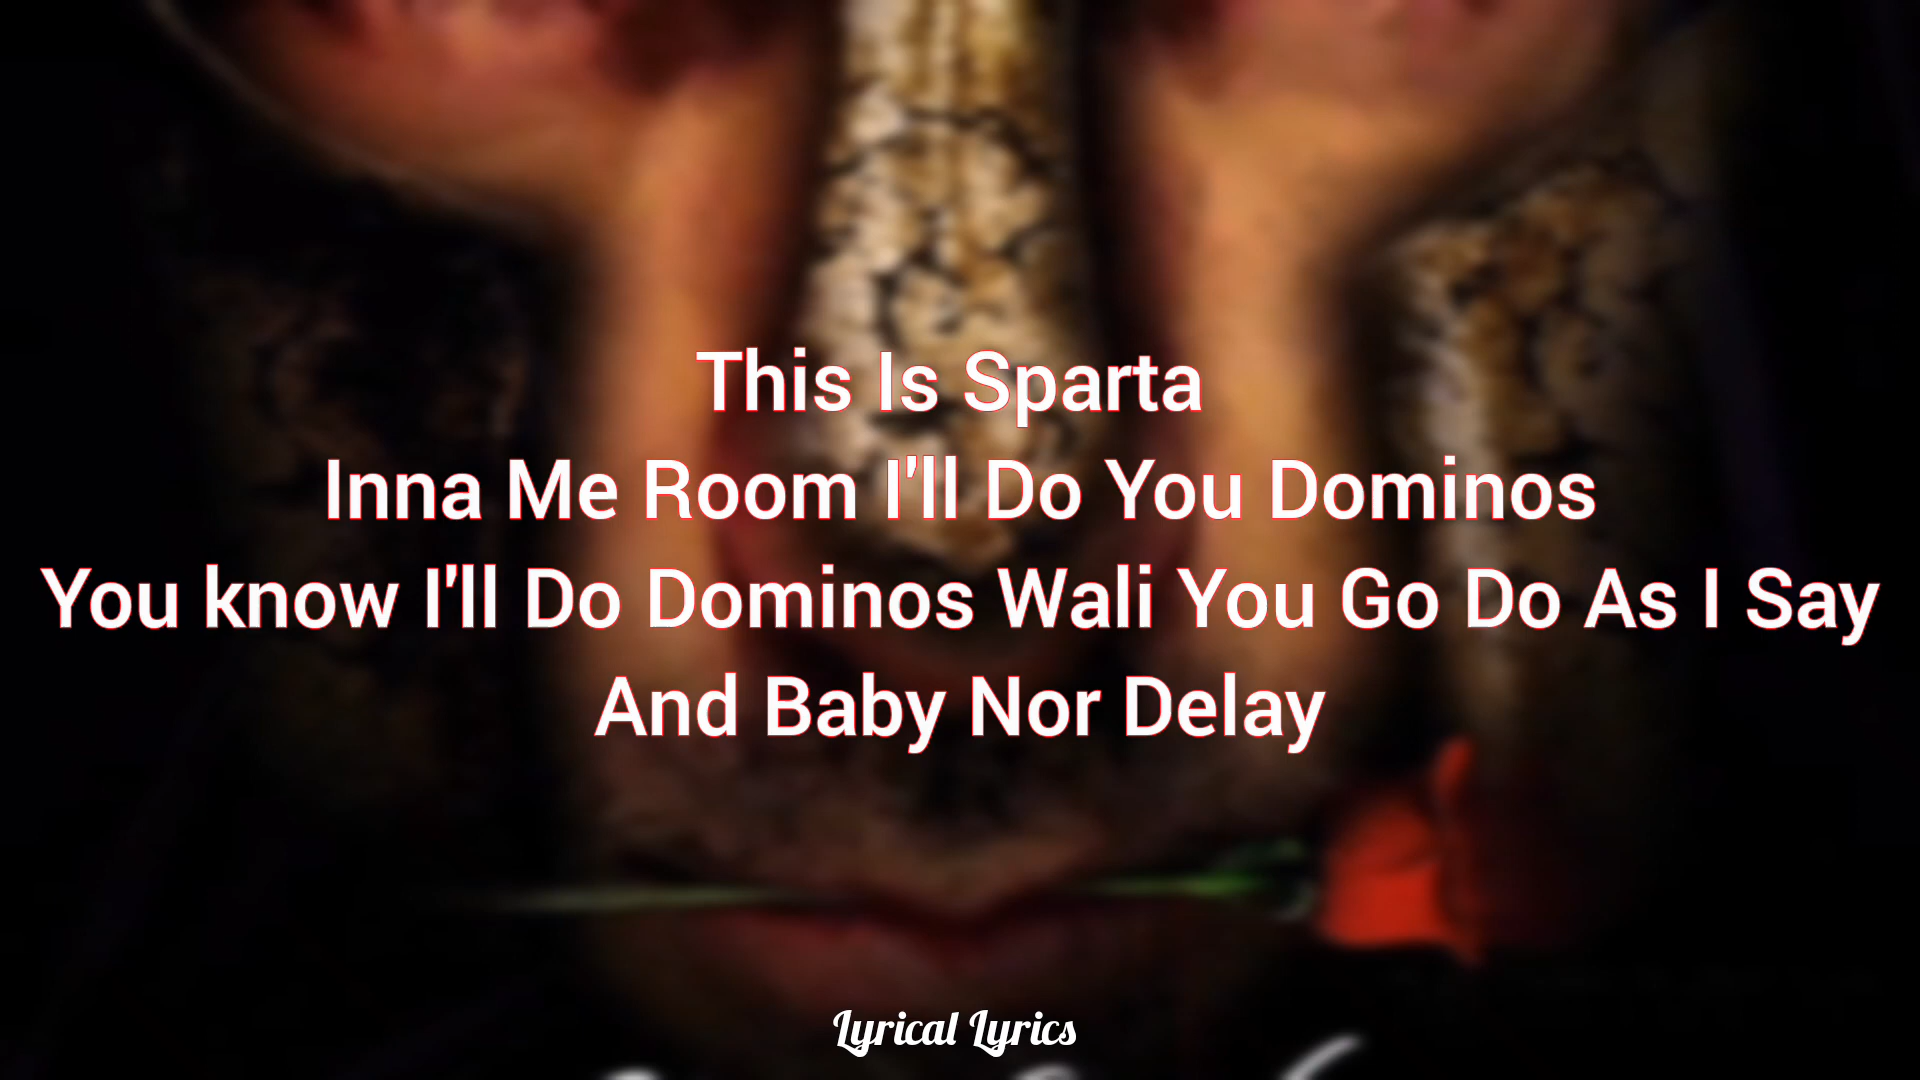 This Is Sparta
Inna Me Room I'll Do You Dominos
You know I'll Do Dominos Wali You Go Do As I Say
And Baby Nor Delay
Lyrical Lyrics